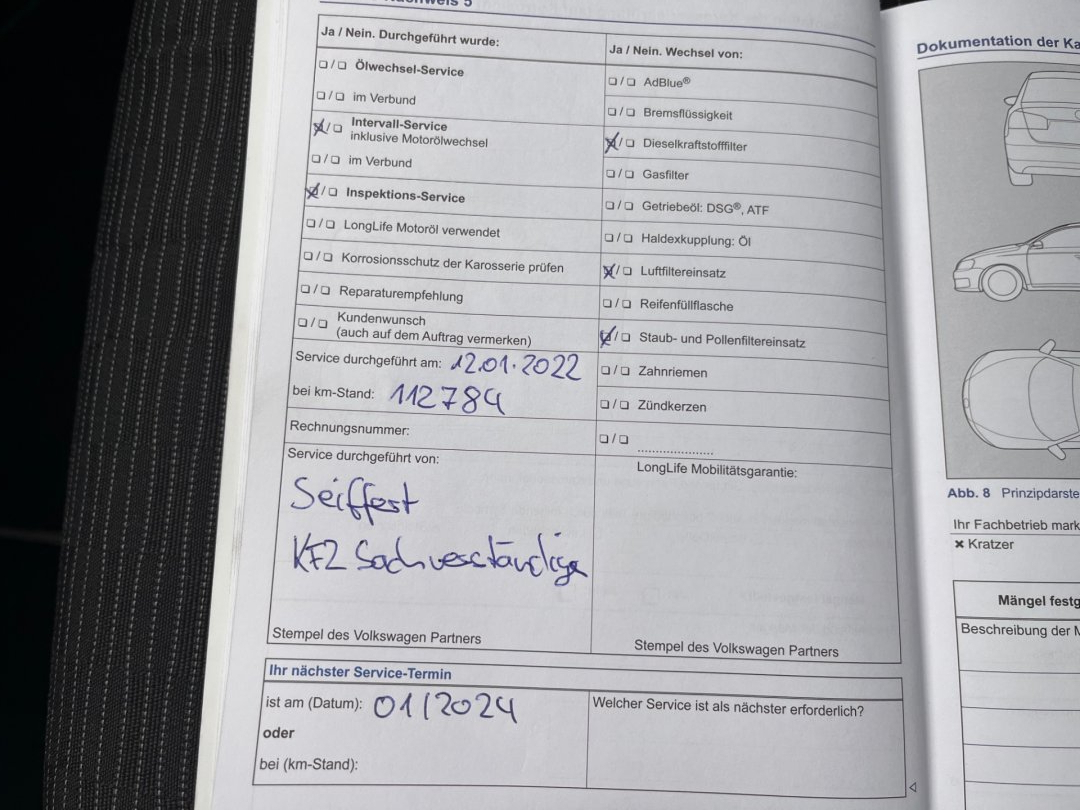 Ja / Nein. Durchgeführt wurde:
❑ / ❑ Ölwechsel-Service
❑ / ❑ im Verbund
☒ / ❑ Intervall-Service
inklusive Motorölwechsel
❑ / ❑ im Verbund
☒ / ❑ Inspektions-Service
❑ / ❑ LongLife Motoröl verwendet
❑ / ❑ Korrosionsschutz der Karosserie prüfen
❑ / ❑ Reparaturempfehlung
❑ / ❑ Kundenwunsch
(auch auf dem Auftrag vermerken)
Service durchgeführt am: 12.01.2022
bei km-Stand: 112784
Rechnungsnummer:
Service durchgeführt von:
Seiffert
KFZ Sachverständige
Stempel des Volkswagen Partners
Ja / Nein. Wechsel von:
❑ / ❑ AdBlue®
❑ / ❑ Bremsflüssigkeit
☒ / ❑ Dieselkraftstofffilter
❑ / ❑ Gasfilter
❑ / ❑ Getriebeöl: DSG®, ATF
❑ / ❑ Haldexkupplung: Öl
☒ / ❑ Luftfiltereinsatz
❑ / ❑ Reifenfüllflasche
☒ / ❑ Staub- und Pollenfiltereinsatz
❑ / ❑ Zahnriemen
❑ / ❑ Zündkerzen
❑ / ❑ ......................
LongLife Mobilitätsgarantie:
Stempel des Volkswagen Partners
Ihr nächster Service-Termin
ist am (Datum): 01/2024
oder
bei (km-Stand):
Welcher Service ist als nächster erforderlich?
Dokumentation der Ka
Abb. 8 Prinzipdarste
Ihr Fachbetrieb mark
× Kratzer
Mängel festg
Beschreibung der M